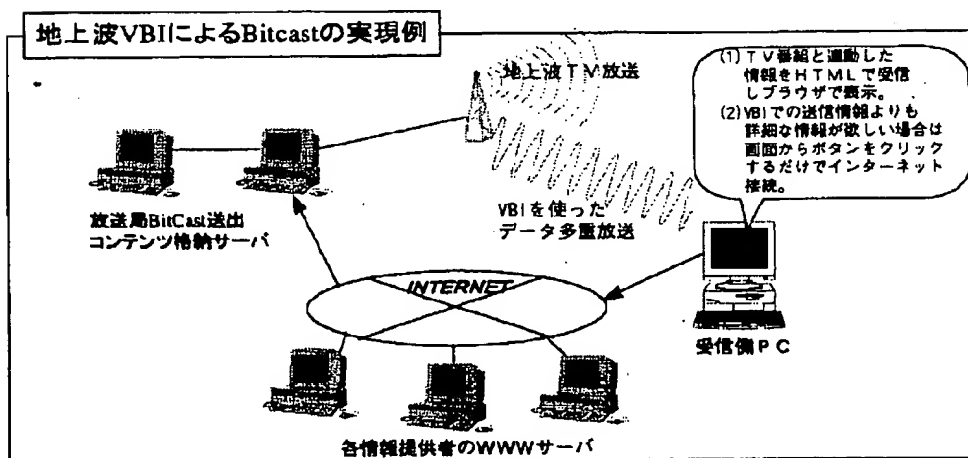 地上波VBIによるBitcastの実現例
地上波TV放送
(1) TV番組と連動した
情報をHTMLで受信
しブラウザで表示。
(2) VBIでの送信情報よりも
詳細な情報が欲しい場合は
画面からボタンをクリック
するだけでインターネット
接続。
放送局BitCast送出
コンテンツ格納サーバ
VBIを使った
データ多重放送
INTERNET
受信側PC
各情報提供者のWWWサーバ